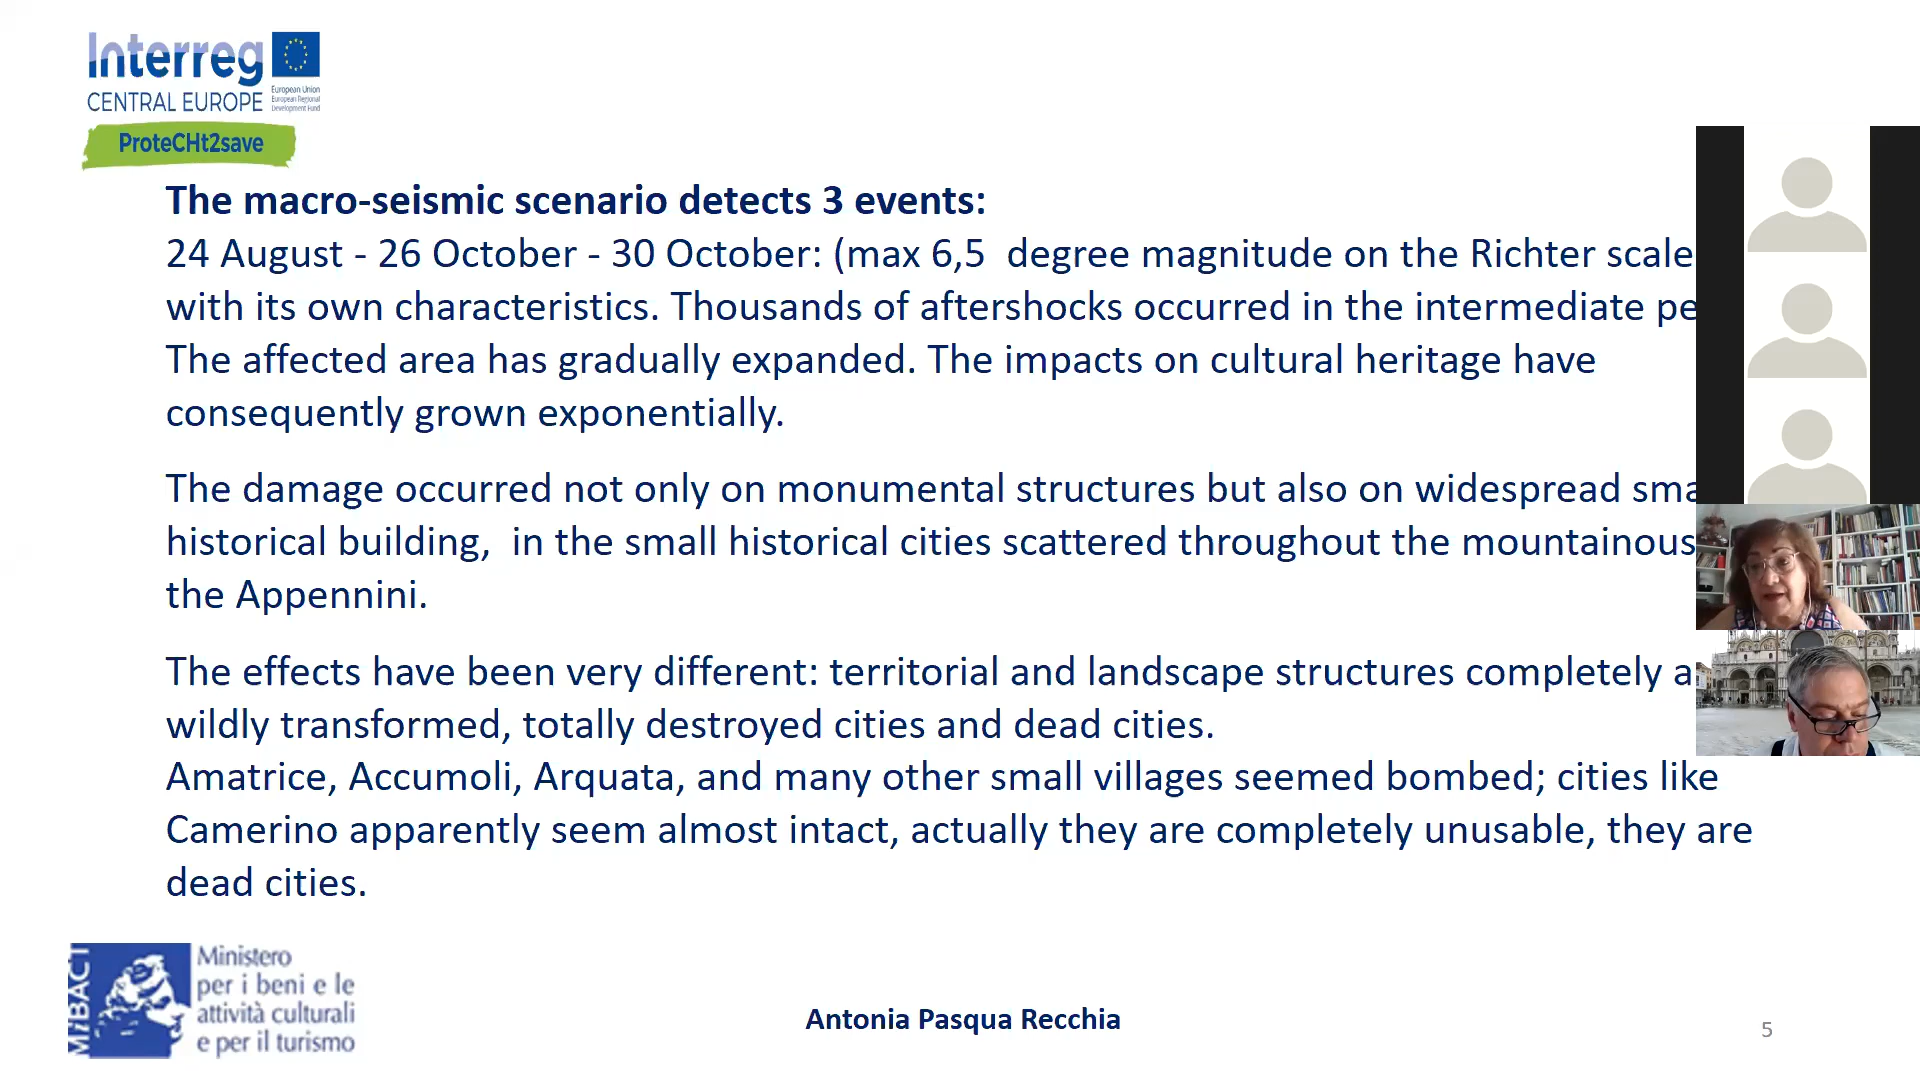 Interreg
CENTRAL EUROPE
European Union
European Regional
Development Fund
ProteCHt2save
The macro-seismic scenario detects 3 events:
24 August - 26 October - 30 October: (max 6,5 degree magnitude on the Richter scale
with its own characteristics. Thousands of aftershocks occurred in the intermediate pe
The affected area has gradually expanded. The impacts on cultural heritage have
consequently grown exponentially.
The damage occurred not only on monumental structures but also on widespread sma
historical building, in the small historical cities scattered throughout the mountainous
the Appennini.
The effects have been very different: territorial and landscape structures completely a
wildly transformed, totally destroyed cities and dead cities.
Amatrice, Accumoli, Arquata, and many other small villages seemed bombed; cities like
Camerino apparently seem almost intact, actually they are completely unusable, they are
dead cities.
MiBACT
Ministero
per i beni e le
attività culturali
e per il turismo
Antonia Pasqua Recchia
5